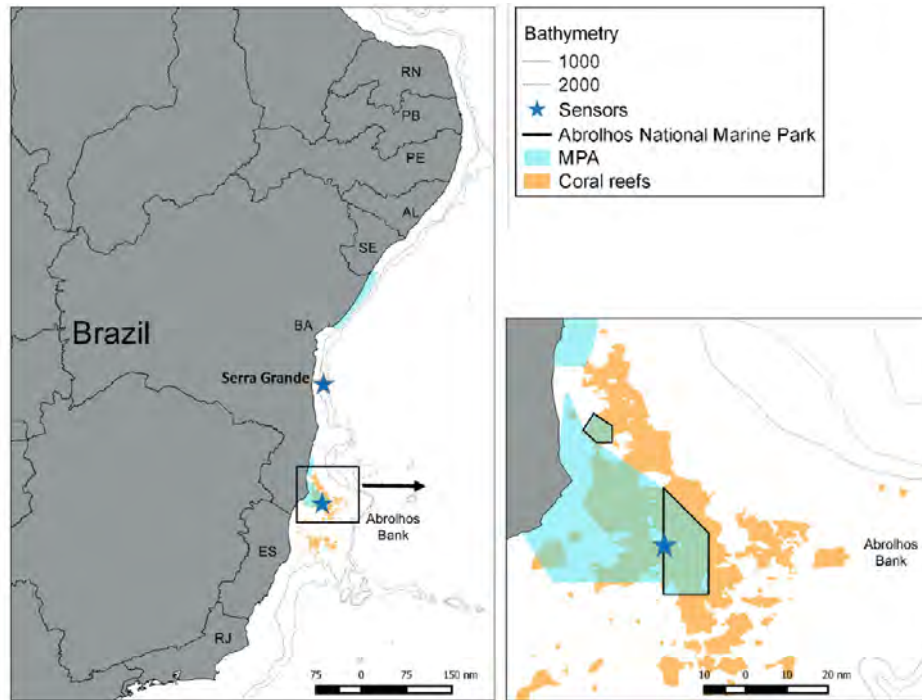 RN
PB
PE
AL
SE
BA
Brazil
Serra Grande
Abrolhos
Bank
ES
RJ
75 0 75 150 nm
Bathymetry
1000
2000
Sensors
Abrolhos National Marine Park
MPA
Coral reefs
Abrolhos
Bank
10 0 10 20 nm